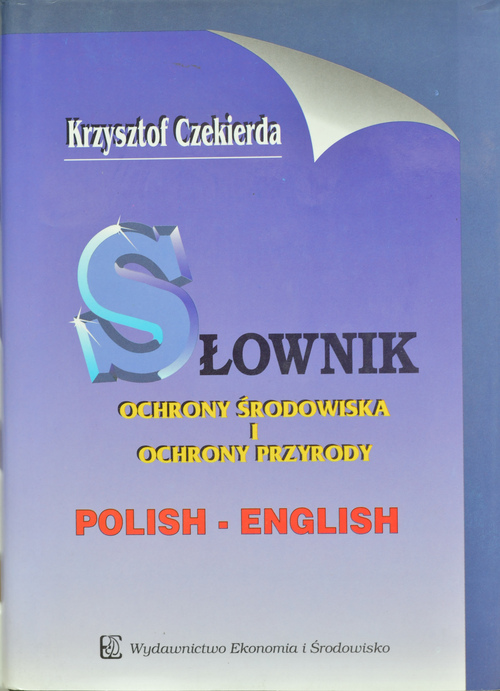 Krzysztof Czekierda
SŁOWNIK
OCHRONY ŚRODOWISKA
I
OCHRONY PRZYRODY
POLISH - ENGLISH
Wydawnictwo Ekonomia i Środowisko